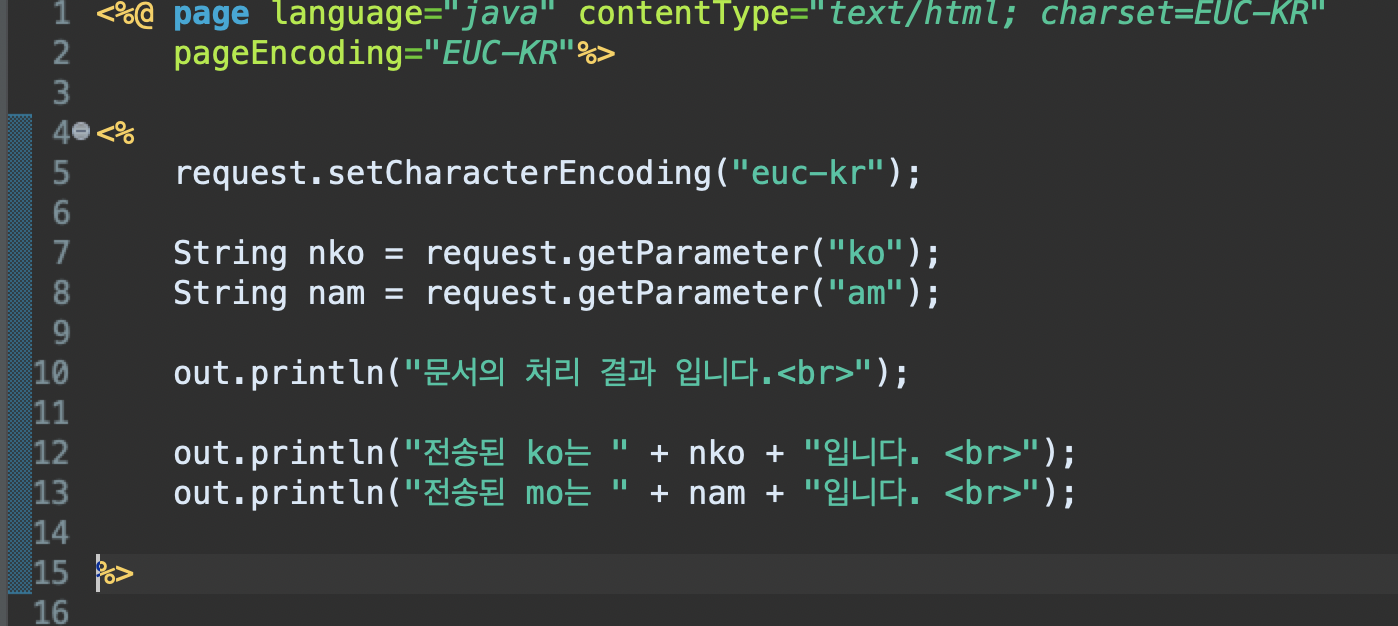 1 <%@ page language="java" contentType="text/html; charset=EUC-KR"
2 pageEncoding="EUC-KR"%>
3
4 <%
5 request.setCharacterEncoding("euc-kr");
6
7 String nko = request.getParameter("ko");
8 String nam = request.getParameter("am");
9
10 out.println("문서의 처리 결과 입니다.<br>");
11
12 out.println("전송된 ko는 " + nko + "입니다. <br>");
13 out.println("전송된 mo는 " + nam + "입니다. <br>");
14
15 %>
16